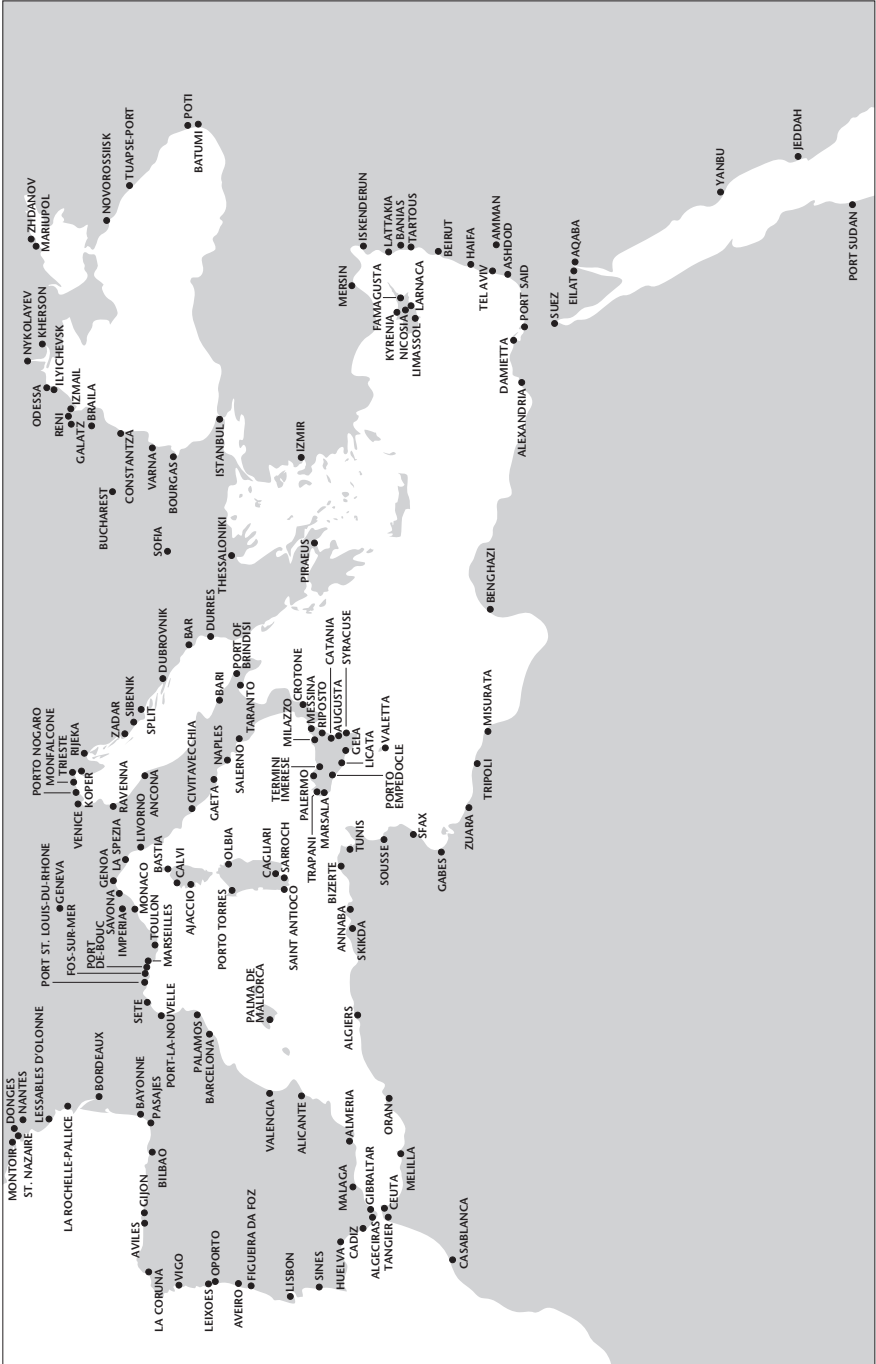 MONTOIR
DONGES
ST. NAZAIRE
NANTES
LESSABLES D'OLONNE
LA ROCHELLE-PALLICE
BORDEAUX
BAYONNE
PASAJES
BILBAO
GIJON
AVILES
LA CORUNA
VIGO
LEIXOES
OPORTO
AVEIRO
FIGUEIRA DA FOZ
LISBON
SINES
HUELVA
CADIZ
ALGECIRAS
GIBRALTAR
TANGIER
CEUTA
MALAGA
ALMERIA
MELILLA
ORAN
CASABLANCA
ALICANTE
VALENCIA
BARCELONA
PALAMOS
PALMA DE
MALLORCA
PORT-LA-NOUVELLE
SETE
PORT ST. LOUIS-DU-RHONE
FOS-SUR-MER
PORT
DE-BOUC
MARSEILLES
TOULON
MONACO
IMPERIA
SAVONA
GENEVA
GENOA
LA SPEZIA
LIVORNO
BASTIA
CALVI
AJACCIO
PORTO TORRES
OLBIA
CAGLIARI
SARROCH
SAINT ANTIOCO
ALGIERS
SKIKDA
ANNABA
BIZERTE
TUNIS
SOUSSE
SFAX
GABES
ZUARA
TRIPOLI
MISURATA
BENGHAZI
PORTO NOGARO
MONFALCONE
TRIESTE
RIJEKA
VENICE
KOPER
RAVENNA
ANCONA
CIVITAVECCHIA
GAETA
NAPLES
SALERNO
TERMINI
IMERESE
PALERMO
TRAPANI
MARSALA
PORTO
EMPEDOCLE
LICATA
GELA
VALETTA
MILAZZO
MESSINA
RIPOSTO
CATANIA
AUGUSTA
SYRACUSE
CROTONE
TARANTO
PORT OF
BRINDISI
BARI
ZADAR
SIBENIK
SPLIT
DUBROVNIK
BAR
DURRES
THESSALONIKI
PIRAEUS
SOFIA
BUCHAREST
BOURGAS
VARNA
CONSTANTZA
ISTANBUL
IZMIR
BRAILA
GALATZ
RENI
IZMAIL
ILYICHEVSK
ODESSA
KHERSON
NYKOLAYEV
ZHDANOV
MARIUPOL
NOVOROSSIISK
TUAPSE-PORT
POTI
BATUMI
MERSIN
ISKENDERUN
LATTAKIA
BANIAS
TARTOUS
FAMAGUSTA
KYRENIA
NICOSIA
LIMASSOL
LARNACA
BEIRUT
HAIFA
TEL AVIV
AMMAN
ASHDOD
PORT SAID
DAMIETTA
ALEXANDRIA
SUEZ
EILAT
AQABA
YANBU
JEDDAH
PORT SUDAN